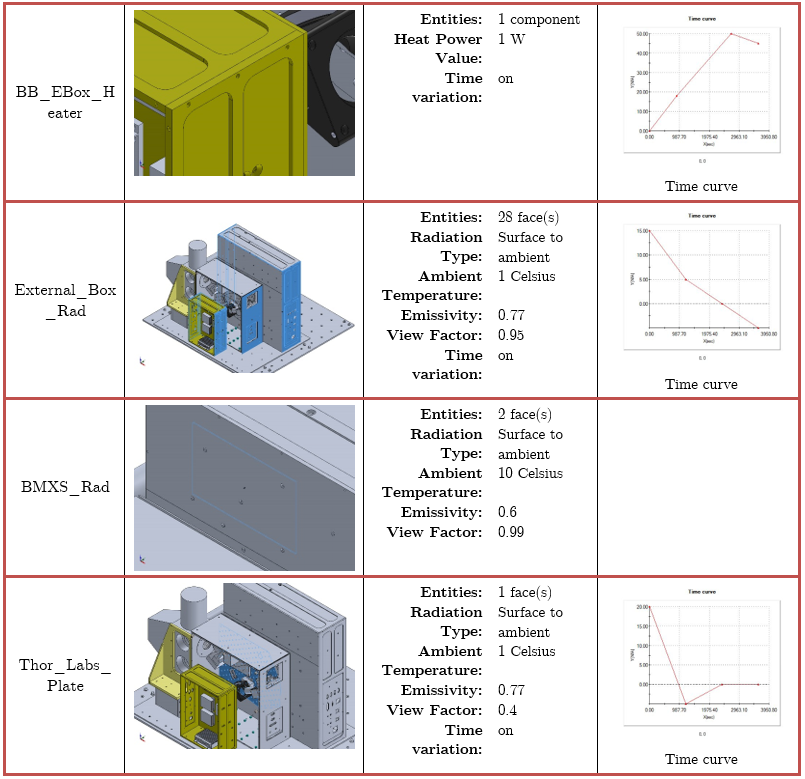 BB_EBox_H
eater
Entities: 1 component
Heat Power 1 W
Value:
Time on
variation:
Time curve
50.00
40.00
30.00
20.00
10.00
0.00
0.00 987.70 1975.40 2963.10 3950.80
Time curve
External_Box
_Rad
Entities: 28 face(s)
Radiation Surface to
Type: ambient
Ambient 1 Celsius
Temperature:
Emissivity: 0.77
View Factor: 0.95
Time on
variation:
Time curve
15.00
10.00
5.00
0.00
0.00 987.70 1975.40 2963.10 3950.80
Time curve
BMXS_Rad
Entities: 2 face(s)
Radiation Surface to
Type: ambient
Ambient 10 Celsius
Temperature:
Emissivity: 0.6
View Factor: 0.99
Thor_Labs_
Plate
Entities: 1 face(s)
Radiation Surface to
Type: ambient
Ambient 1 Celsius
Temperature:
Emissivity: 0.77
View Factor: 0.4
Time on
variation:
Time curve
20.00
15.00
10.00
5.00
0.00
0.00 987.70 1975.40 2963.10 3950.80
Time curve